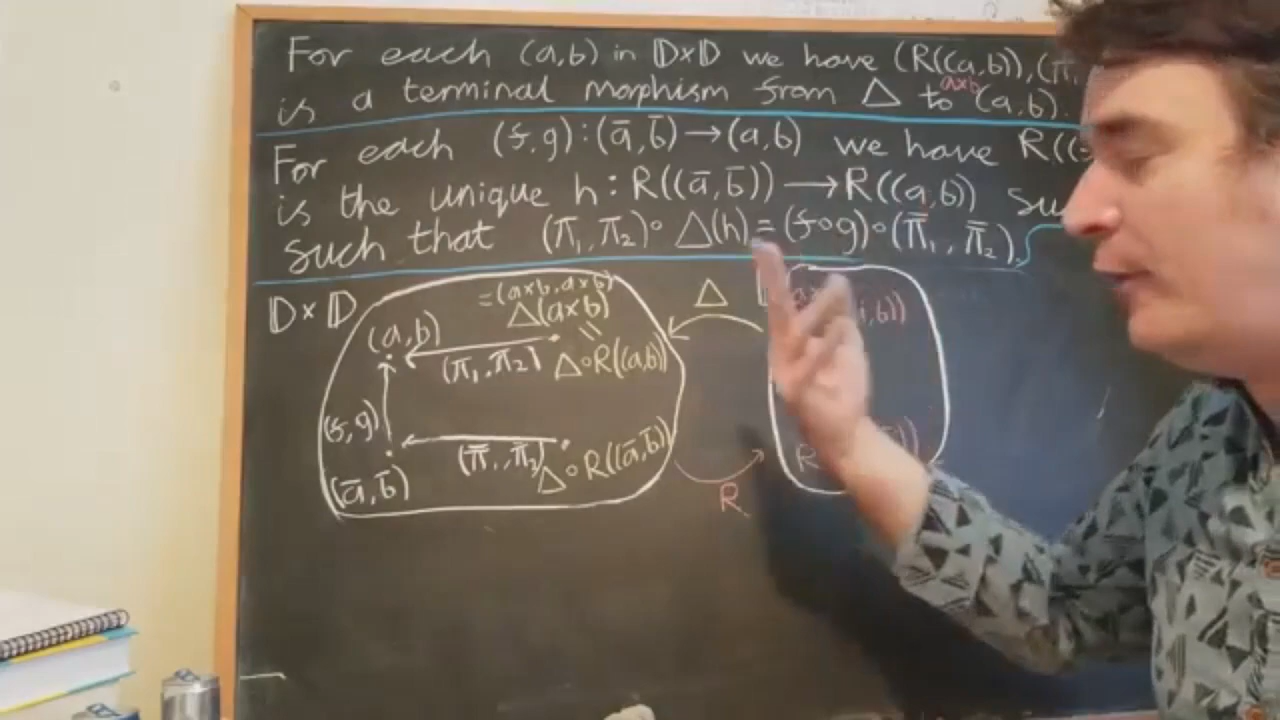 For each (a,b) in 𝔻×𝔻 we have (R((a,b)),(π₁
is a terminal morphism from Δ to (a,b).
a×b
For each (f,g):(ā,b̄)→(a,b) we have R((
is the unique h:R((ā,b̄))⟶R((a,b)) su
such that (π₁,π₂)∘Δ(h)=(f∘g)∘(π̄₁,π̄₂).
𝔻×𝔻
=(a×b,a×b)
Δ(a×b)
Δ
(a,b)
(π₁,π₂)
=
Δ∘R((a,b))
,b))
(f,g)
(π̄₁,π̄₂)
Δ∘R((ā,b̄))
R
(ā,b̄)
R